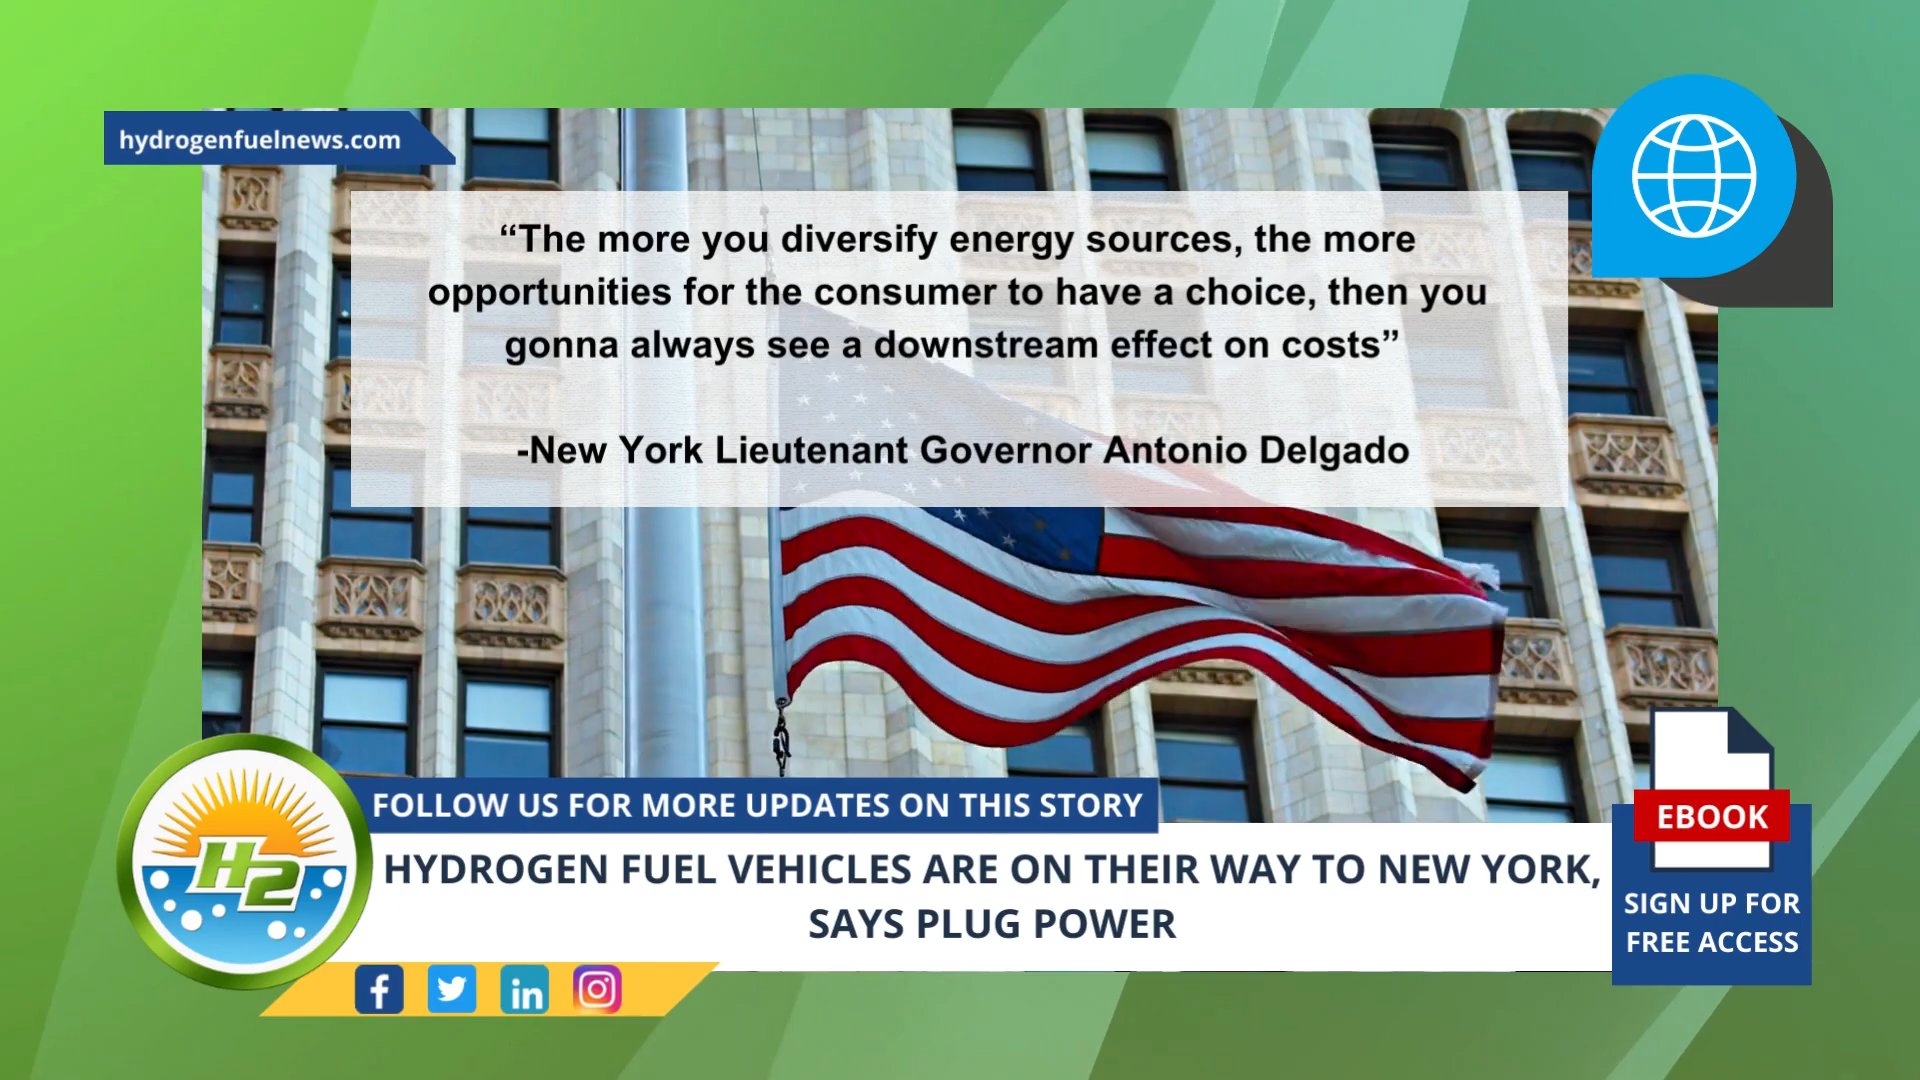 hydrogenfuelnews.com
“The more you diversify energy sources, the more
opportunities for the consumer to have a choice, then you
gonna always see a downstream effect on costs”
-New York Lieutenant Governor Antonio Delgado
FOLLOW US FOR MORE UPDATES ON THIS STORY
HYDROGEN FUEL VEHICLES ARE ON THEIR WAY TO NEW YORK,
SAYS PLUG POWER
H2
f
in
EBOOK
SIGN UP FOR
FREE ACCESS